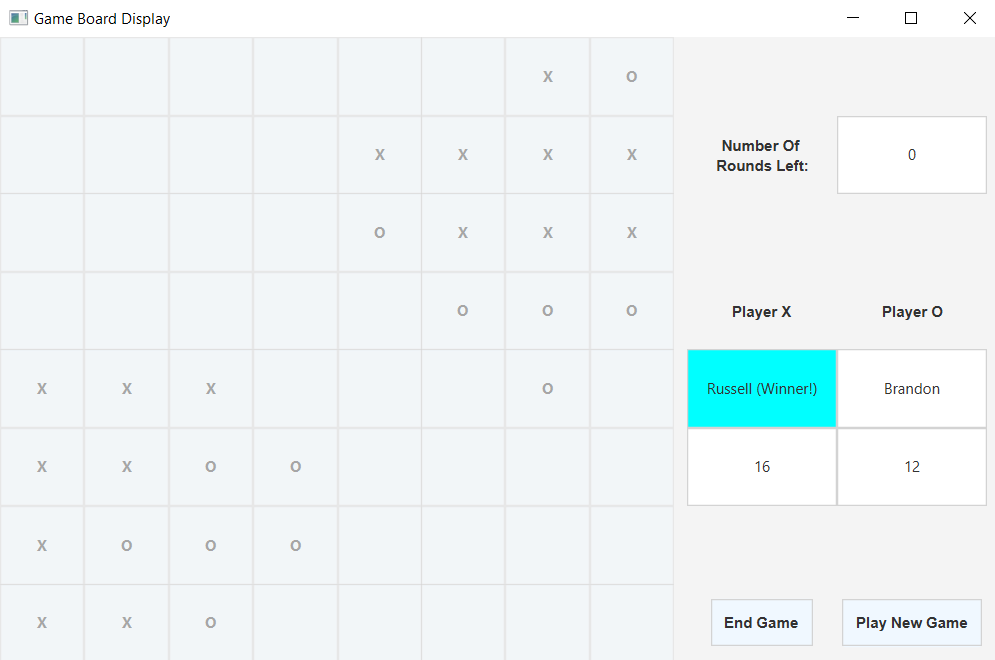 Game Board Display
X O
X X X X
Number Of
Rounds Left:
0
O X X X
O O O
Player X
Player O
X X X O
Russell (Winner!)
Brandon
X X O O
16
12
X O O O
X X O
End Game
Play New Game